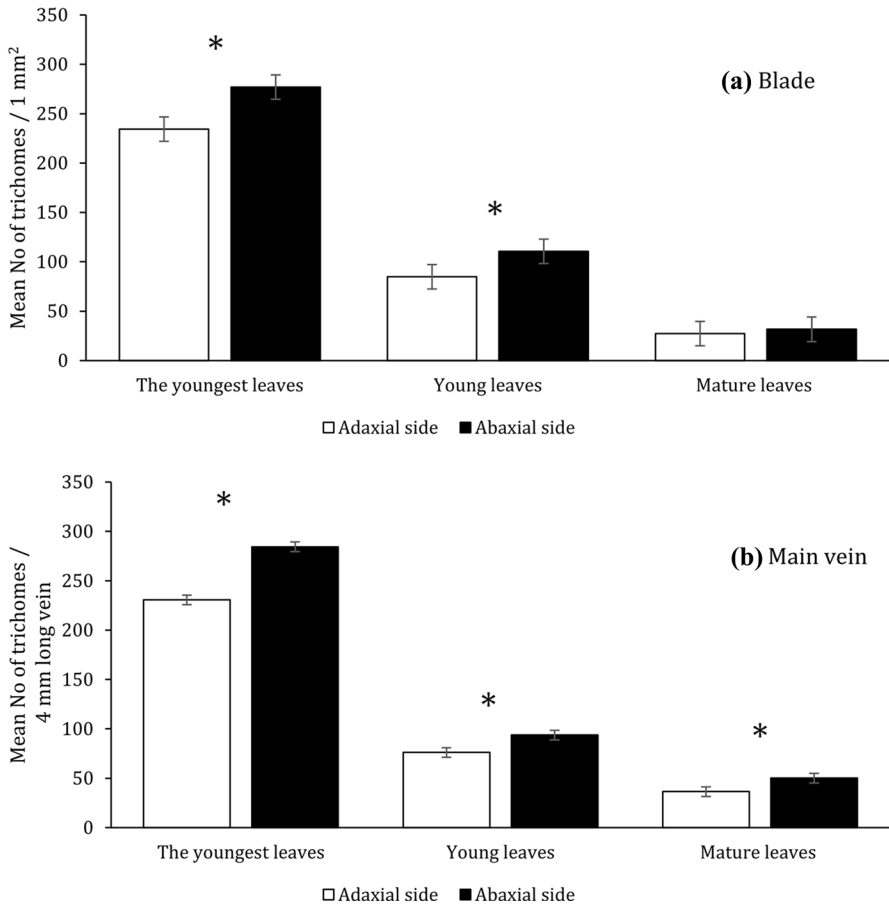 Mean No of trichomes / 1 mm²
350
300
250
200
150
100
50
0
*
*
(a) Blade
The youngest leaves
Young leaves
Mature leaves
Adaxial side
Abaxial side
Mean No of trichomes /
4 mm long vein
350
300
250
200
150
100
50
0
*
*
*
(b) Main vein
The youngest leaves
Young leaves
Mature leaves
Adaxial side
Abaxial side